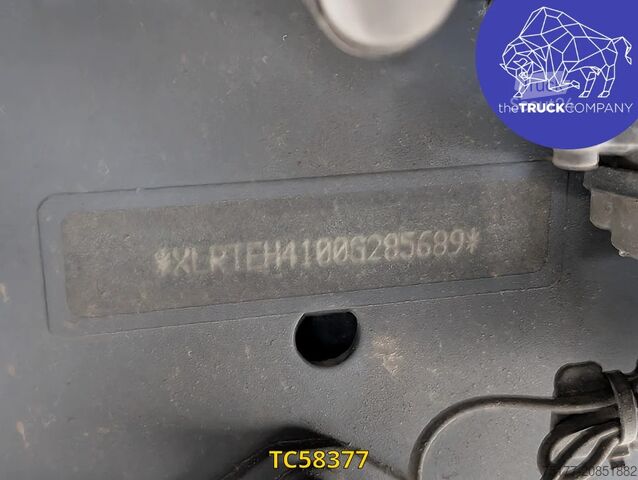 theTRUCKCOMPANY
*XLRTEH4100G285689*
TC58377